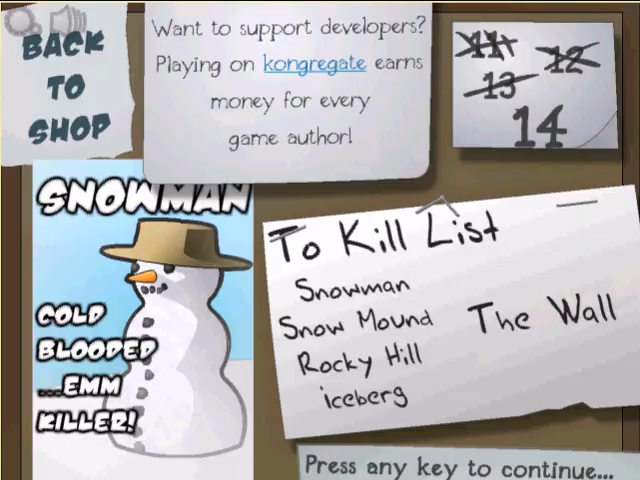 BACK
TO
SHOP
Want to support developers?
Playing on kongregate earns
money for every
game author!
11
12
13
14
SNOWMAN
COLD
BLOODED
...EMM
KILLER!
To Kill List
Snowman
Snow Mound
Rocky Hill
iceberg
The Wall
Press any key to continue...